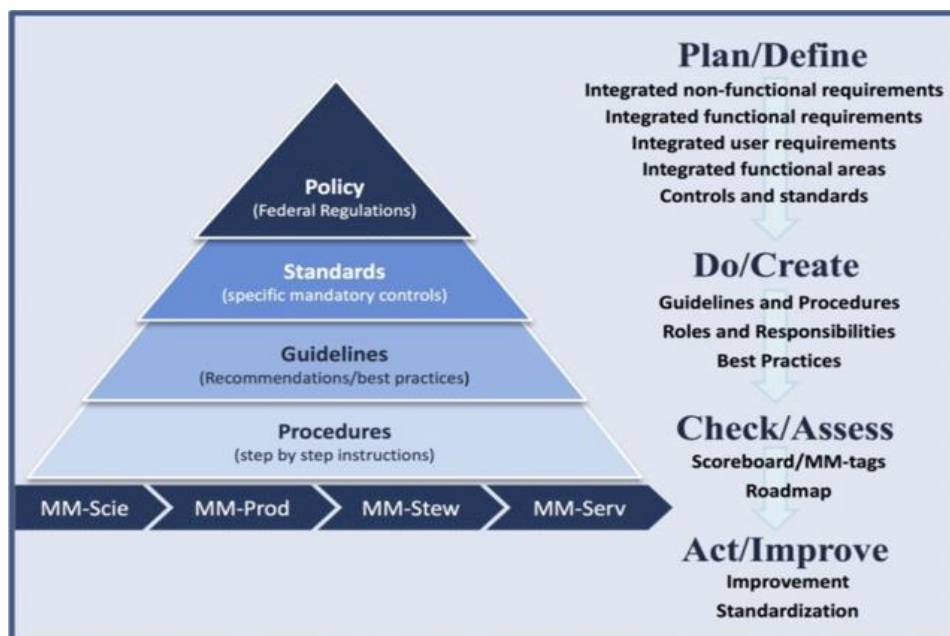 Policy
(Federal Regulations)
Standards
(specific mandatory controls)
Guidelines
(Recommendations/best practices)
Procedures
(step by step instructions)
MM-Scie
MM-Prod
MM-Stew
MM-Serv
Plan/Define
Integrated non-functional requirements
Integrated functional requirements
Integrated user requirements
Integrated functional areas
Controls and standards
Do/Create
Guidelines and Procedures
Roles and Responsibilities
Best Practices
Check/Assess
Scoreboard/MM-tags
Roadmap
Act/Improve
Improvement
Standardization